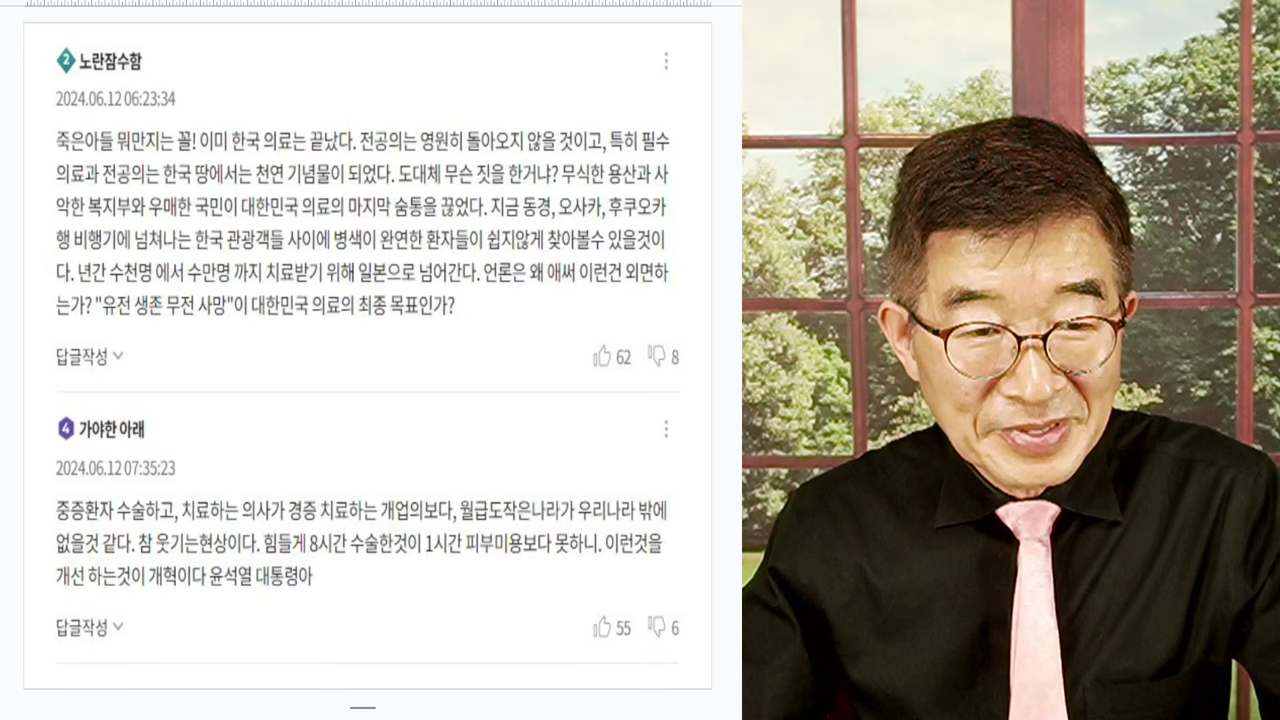 2 노란잠수함
2024.06.12 06:23:34
죽은아들 뭐만지는 꼴! 이미 한국 의료는 끝났다. 전공의는 영원히 돌아오지 않을 것이고, 특히 필수
의료과 전공의는 한국 땅에서는 천연 기념물이 되었다. 도대체 무슨 짓을 한거냐? 무식한 용산과 사
악한 복지부와 우매한 국민이 대한민국 의료의 마지막 숨통을 끊었다. 지금 동경, 오사카, 후쿠오카
행 비행기에 넘쳐나는 한국 관광객들 사이에 병색이 완연한 환자들이 쉽지않게 찾아볼수 있을것이
다. 년간 수천명 에서 수만명 까지 치료받기 위해 일본으로 넘어간다. 언론은 왜 애써 이런건 외면하
는가? "유전 생존 무전 사망"이 대한민국 의료의 최종 목표인가?
답글작성 62 8
4 가야한 아래
2024.06.12 07:35:23
중증환자 수술하고, 치료하는 의사가 경증 치료하는 개업의보다, 월급도작은나라가 우리나라 밖에
없을것 같다. 참 웃기는현상이다. 힘들게 8시간 수술한것이 1시간 피부미용보다 못하니. 이런것을
개선 하는것이 개혁이다 윤석열 대통령아
답글작성 55 6